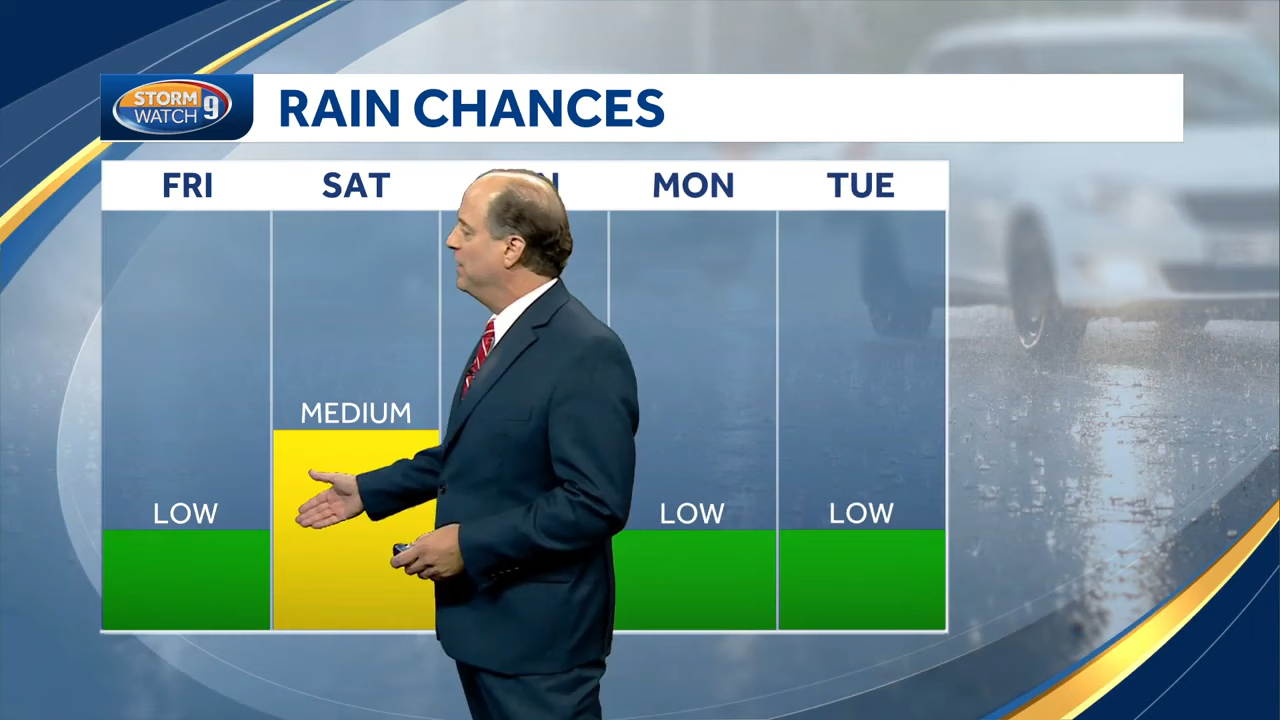 STORM
WATCH 9
RAIN CHANCES
FRI SAT MON TUE
MEDIUM
LOW LOW LOW